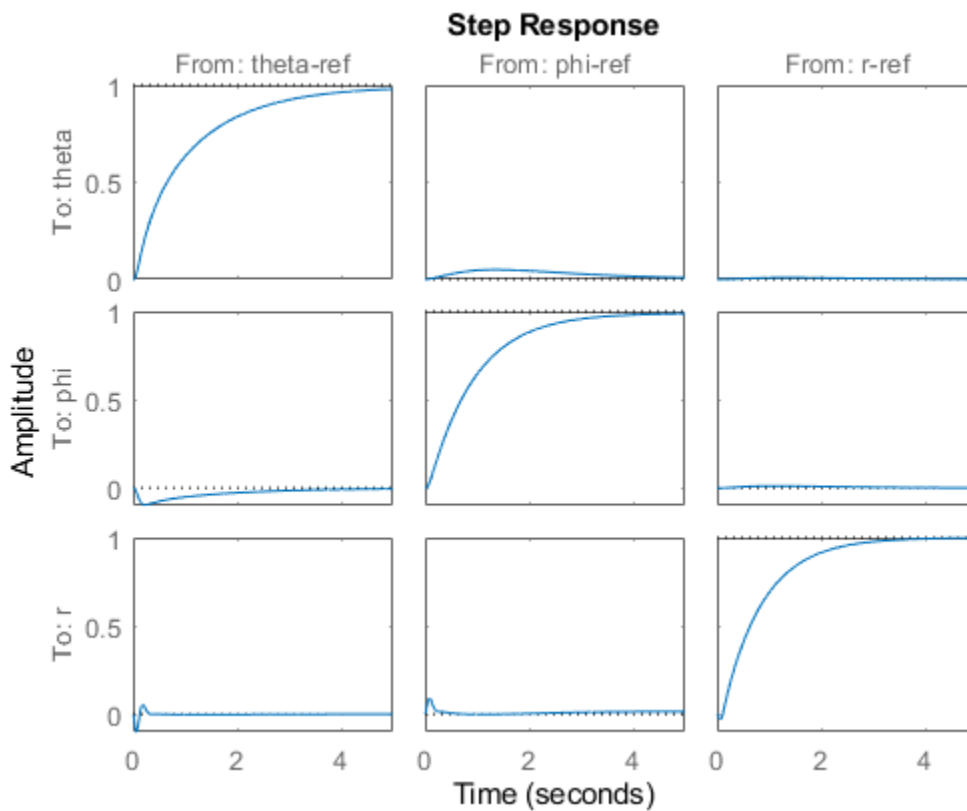 Step Response
From: theta-ref
From: phi-ref
From: r-ref
Amplitude
To: theta
1
0.5
0
To: phi
1
0.5
0
To: r
1
0.5
0
0 2 4
0 2 4
0 2 4
Time (seconds)